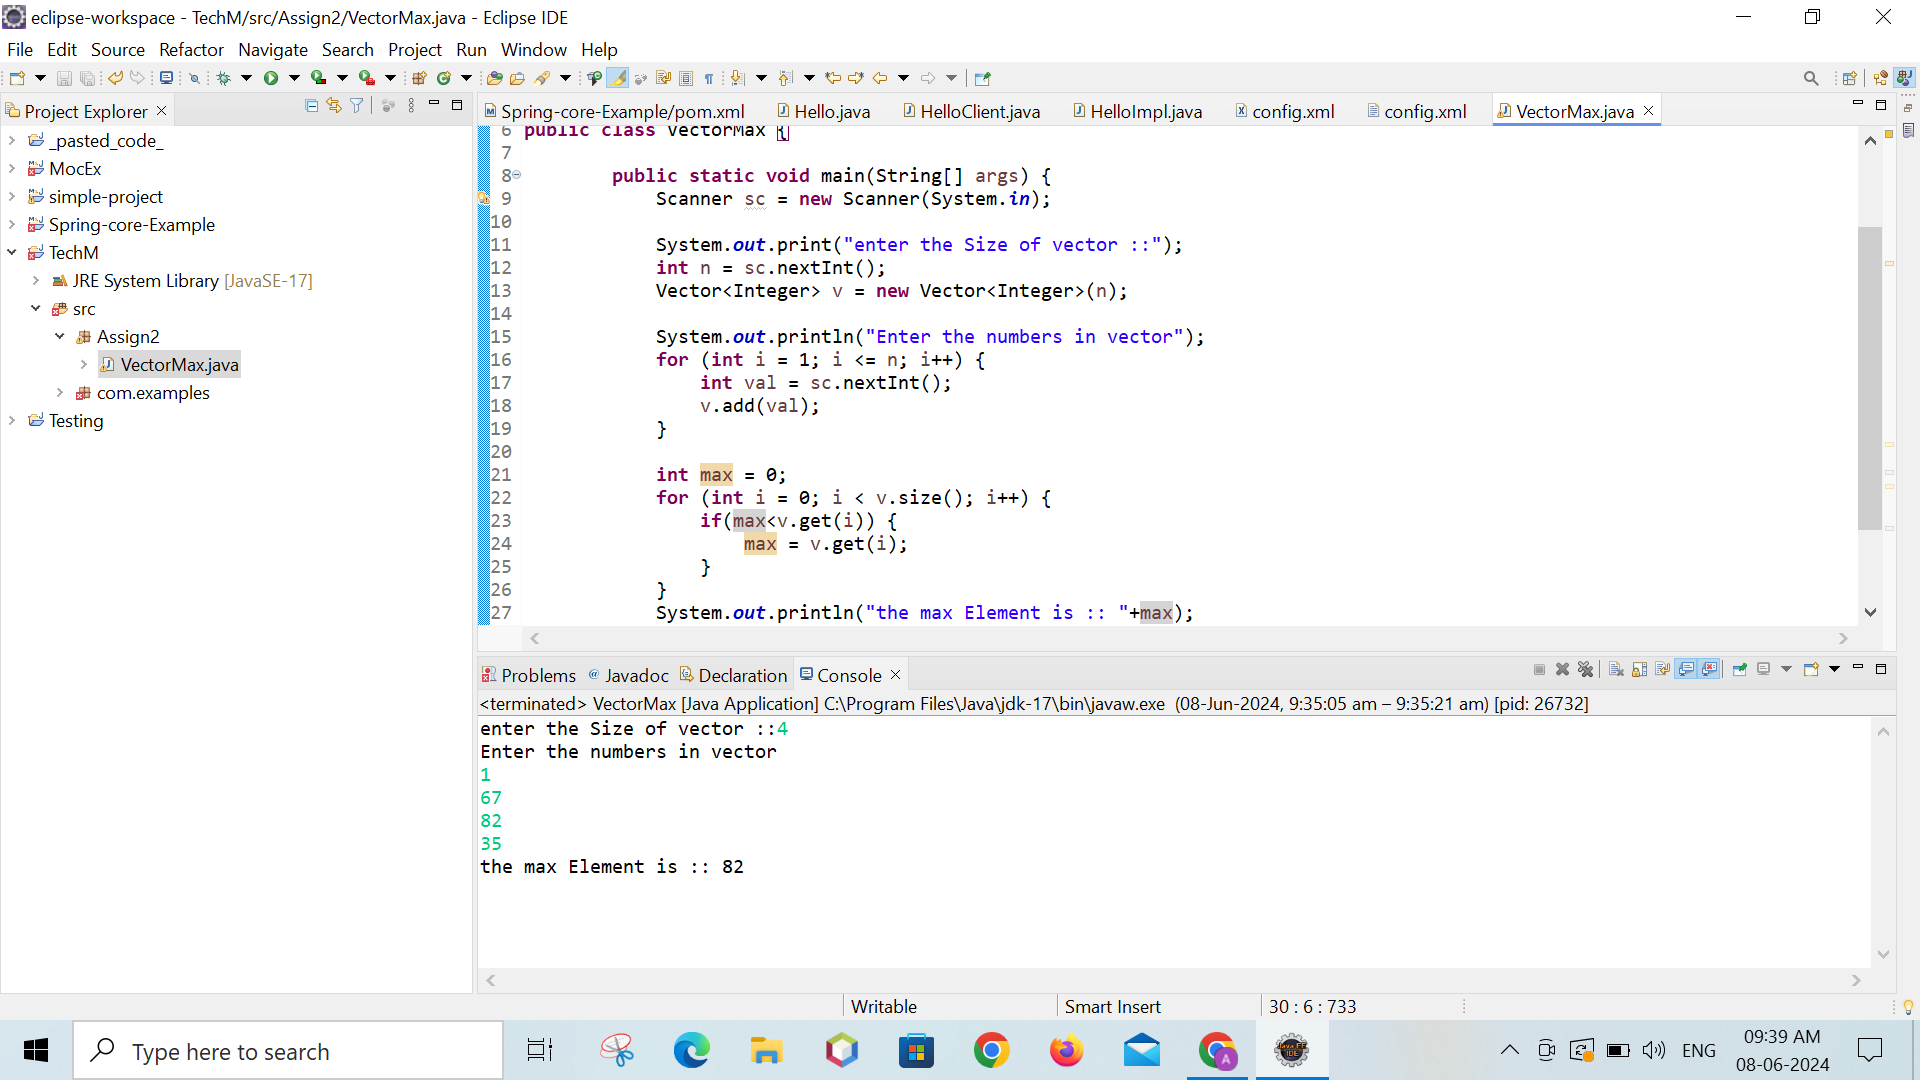 eclipse-workspace - TechM/src/Assign2/VectorMax.java - Eclipse IDE
File Edit Source Refactor Navigate Search Project Run Window Help
Project Explorer
_pasted_code_
MocEx
simple-project
Spring-core-Example
TechM
JRE System Library [JavaSE-17]
src
Assign2
VectorMax.java
com.examples
Testing
Spring-core-Example/pom.xml Hello.java HelloClient.java HelloImpl.java config.xml config.xml VectorMax.java
6 public class VectorMax {
7
8 public static void main(String[] args) {
9 Scanner sc = new Scanner(System.in);
10
11 System.out.print("enter the Size of vector ::");
12 int n = sc.nextInt();
13 Vector<Integer> v = new Vector<Integer>(n);
14
15 System.out.println("Enter the numbers in vector");
16 for (int i = 1; i <= n; i++) {
17 int val = sc.nextInt();
18 v.add(val);
19 }
20
21 int max = 0;
22 for (int i = 0; i < v.size(); i++) {
23 if(max<v.get(i)) {
24 max = v.get(i);
25 }
26 }
27 System.out.println("the max Element is :: "+max);
Problems Javadoc Declaration Console
<terminated> VectorMax [Java Application] C:\Program Files\Java\jdk-17\bin\javaw.exe (08-Jun-2024, 9:35:05 am – 9:35:21 am) [pid: 26732]
enter the Size of vector ::4
Enter the numbers in vector
1
67
82
35
the max Element is :: 82
Writable Smart Insert 30 : 6 : 733
Type here to search
A
Java EE
IDE
ENG
09:39 AM
08-06-2024